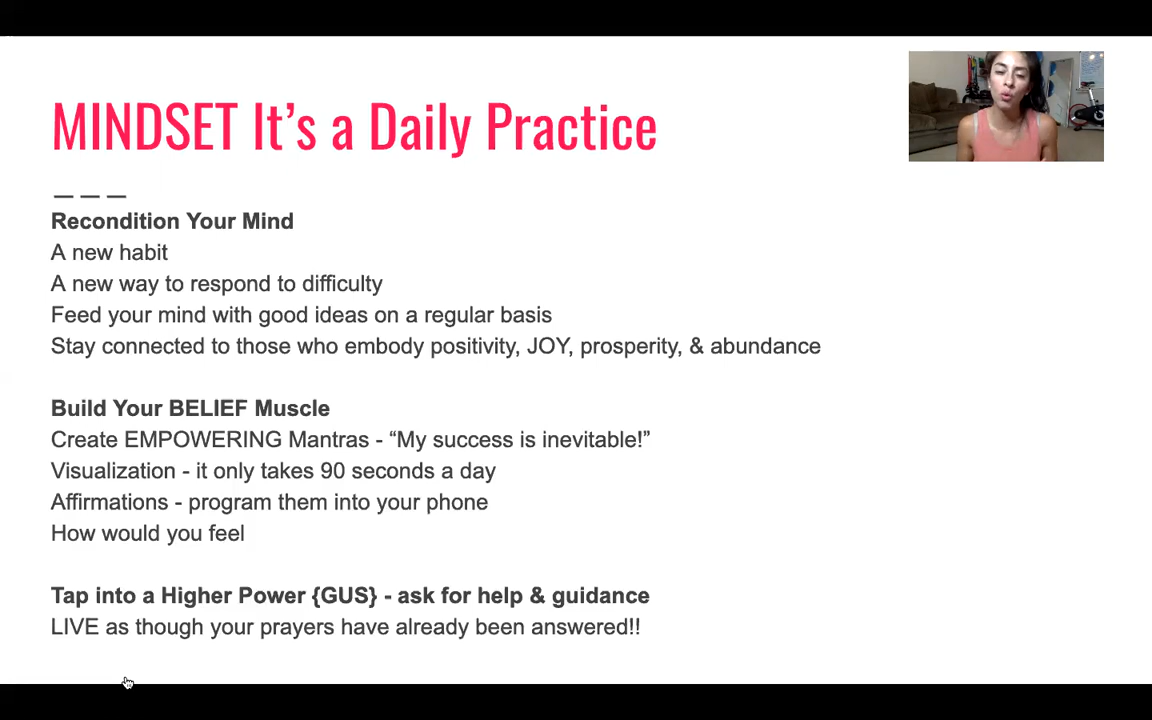 MINDSET It’s a Daily Practice
Recondition Your Mind
A new habit
A new way to respond to difficulty
Feed your mind with good ideas on a regular basis
Stay connected to those who embody positivity, JOY, prosperity, & abundance
Build Your BELIEF Muscle
Create EMPOWERING Mantras - “My success is inevitable!”
Visualization - it only takes 90 seconds a day
Affirmations - program them into your phone
How would you feel
Tap into a Higher Power {GUS} - ask for help & guidance
LIVE as though your prayers have already been answered!!